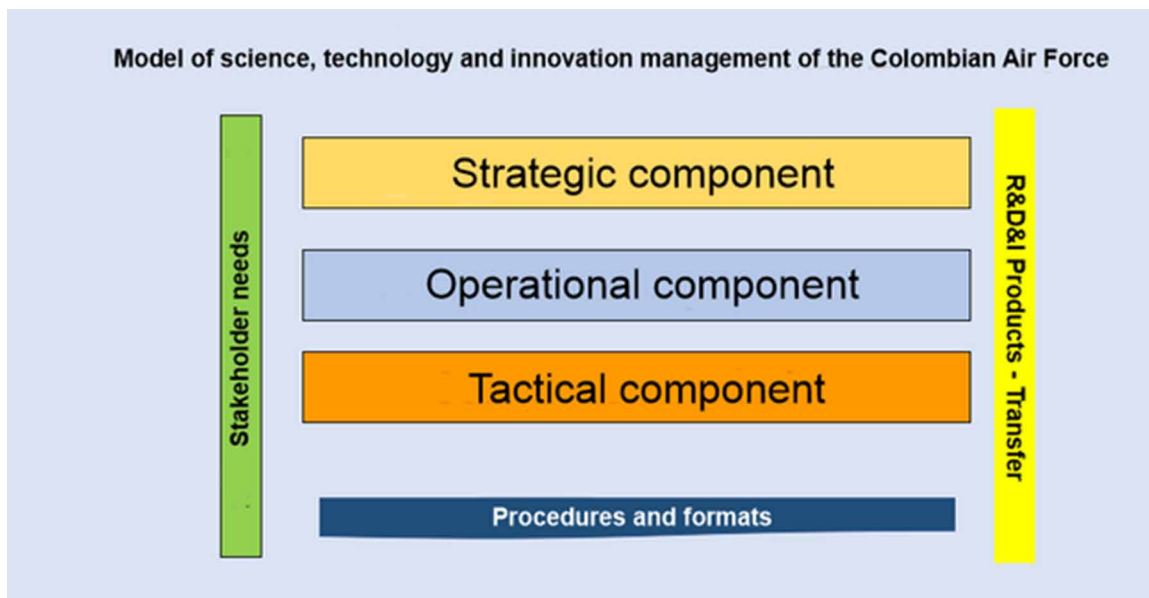 Model of science, technology and innovation management of the Colombian Air Force
Stakeholder needs
Strategic component
Operational component
Tactical component
Procedures and formats
R&D&I Products - Transfer